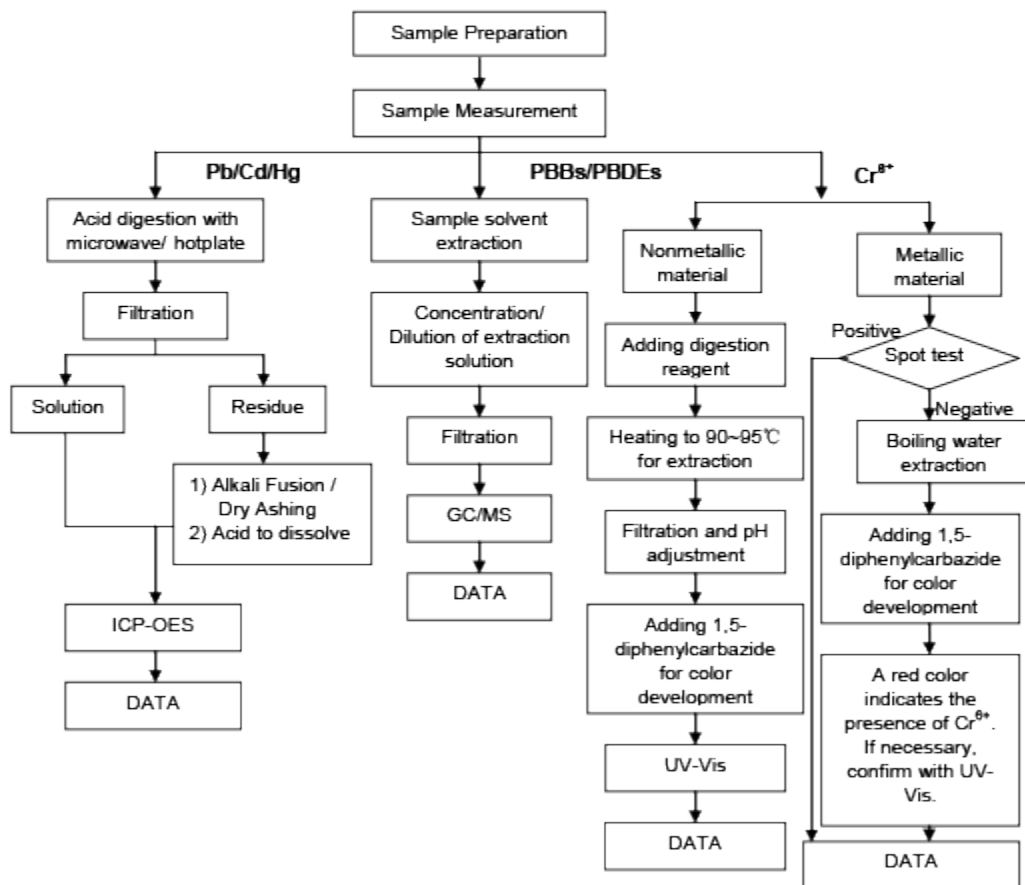 Sample Preparation
Sample Measurement
Pb/Cd/Hg
PBBs/PBDEs
Cr⁶⁺
Acid digestion with
microwave/ hotplate
Filtration
Solution
Residue
1) Alkali Fusion /
Dry Ashing
2) Acid to dissolve
ICP-OES
DATA
Sample solvent
extraction
Concentration/
Dilution of extraction
solution
Filtration
GC/MS
DATA
Nonmetallic
material
Adding digestion
reagent
Heating to 90~95℃
for extraction
Filtration and pH
adjustment
Adding 1,5-
diphenylcarbazide
for color
development
UV-Vis
DATA
Metallic
material
Positive
Spot test
Negative
Boiling water
extraction
Adding 1,5-
diphenylcarbazide
for color
development
A red color
indicates the
presence of Cr⁶⁺.
If necessary,
confirm with UV-
Vis.
DATA